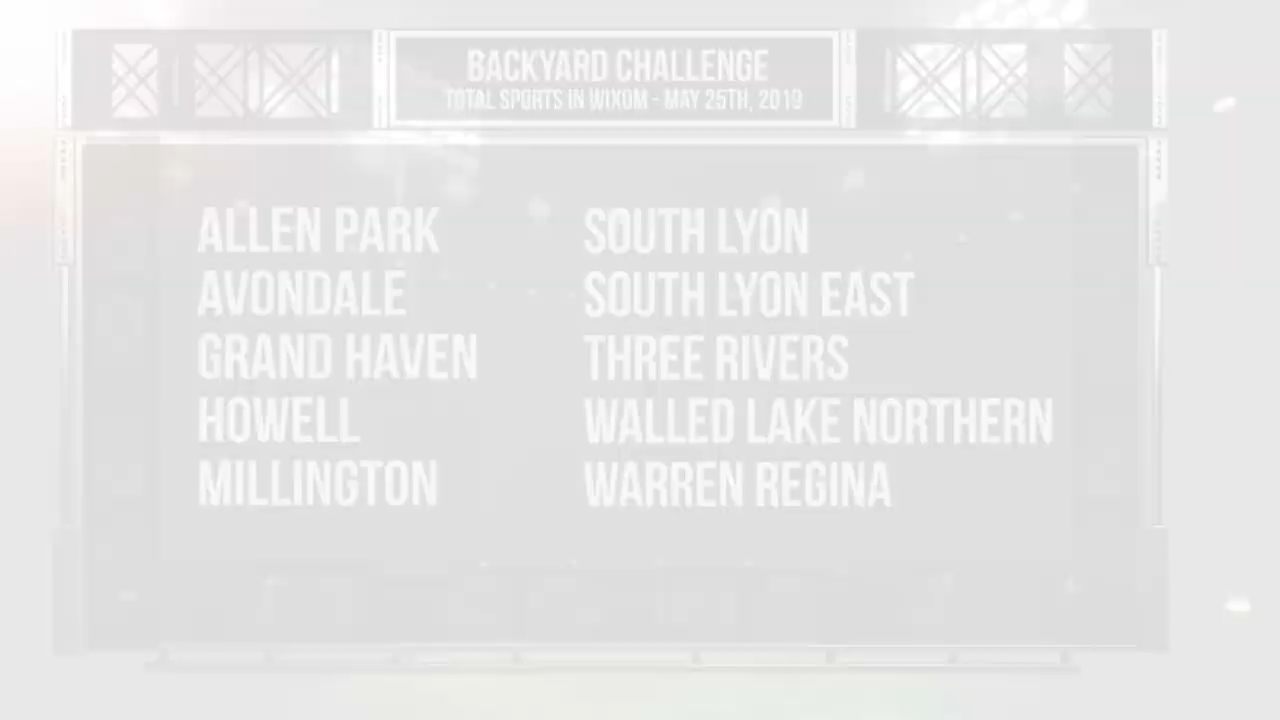 BACKYARD CHALLENGE
TOTAL SPORTS IN WIXOM - MAY 25TH, 2019
ALLEN PARK
AVONDALE
GRAND HAVEN
HOWELL
MILLINGTON
SOUTH LYON
SOUTH LYON EAST
THREE RIVERS
WALLED LAKE NORTHERN
WARREN REGINA